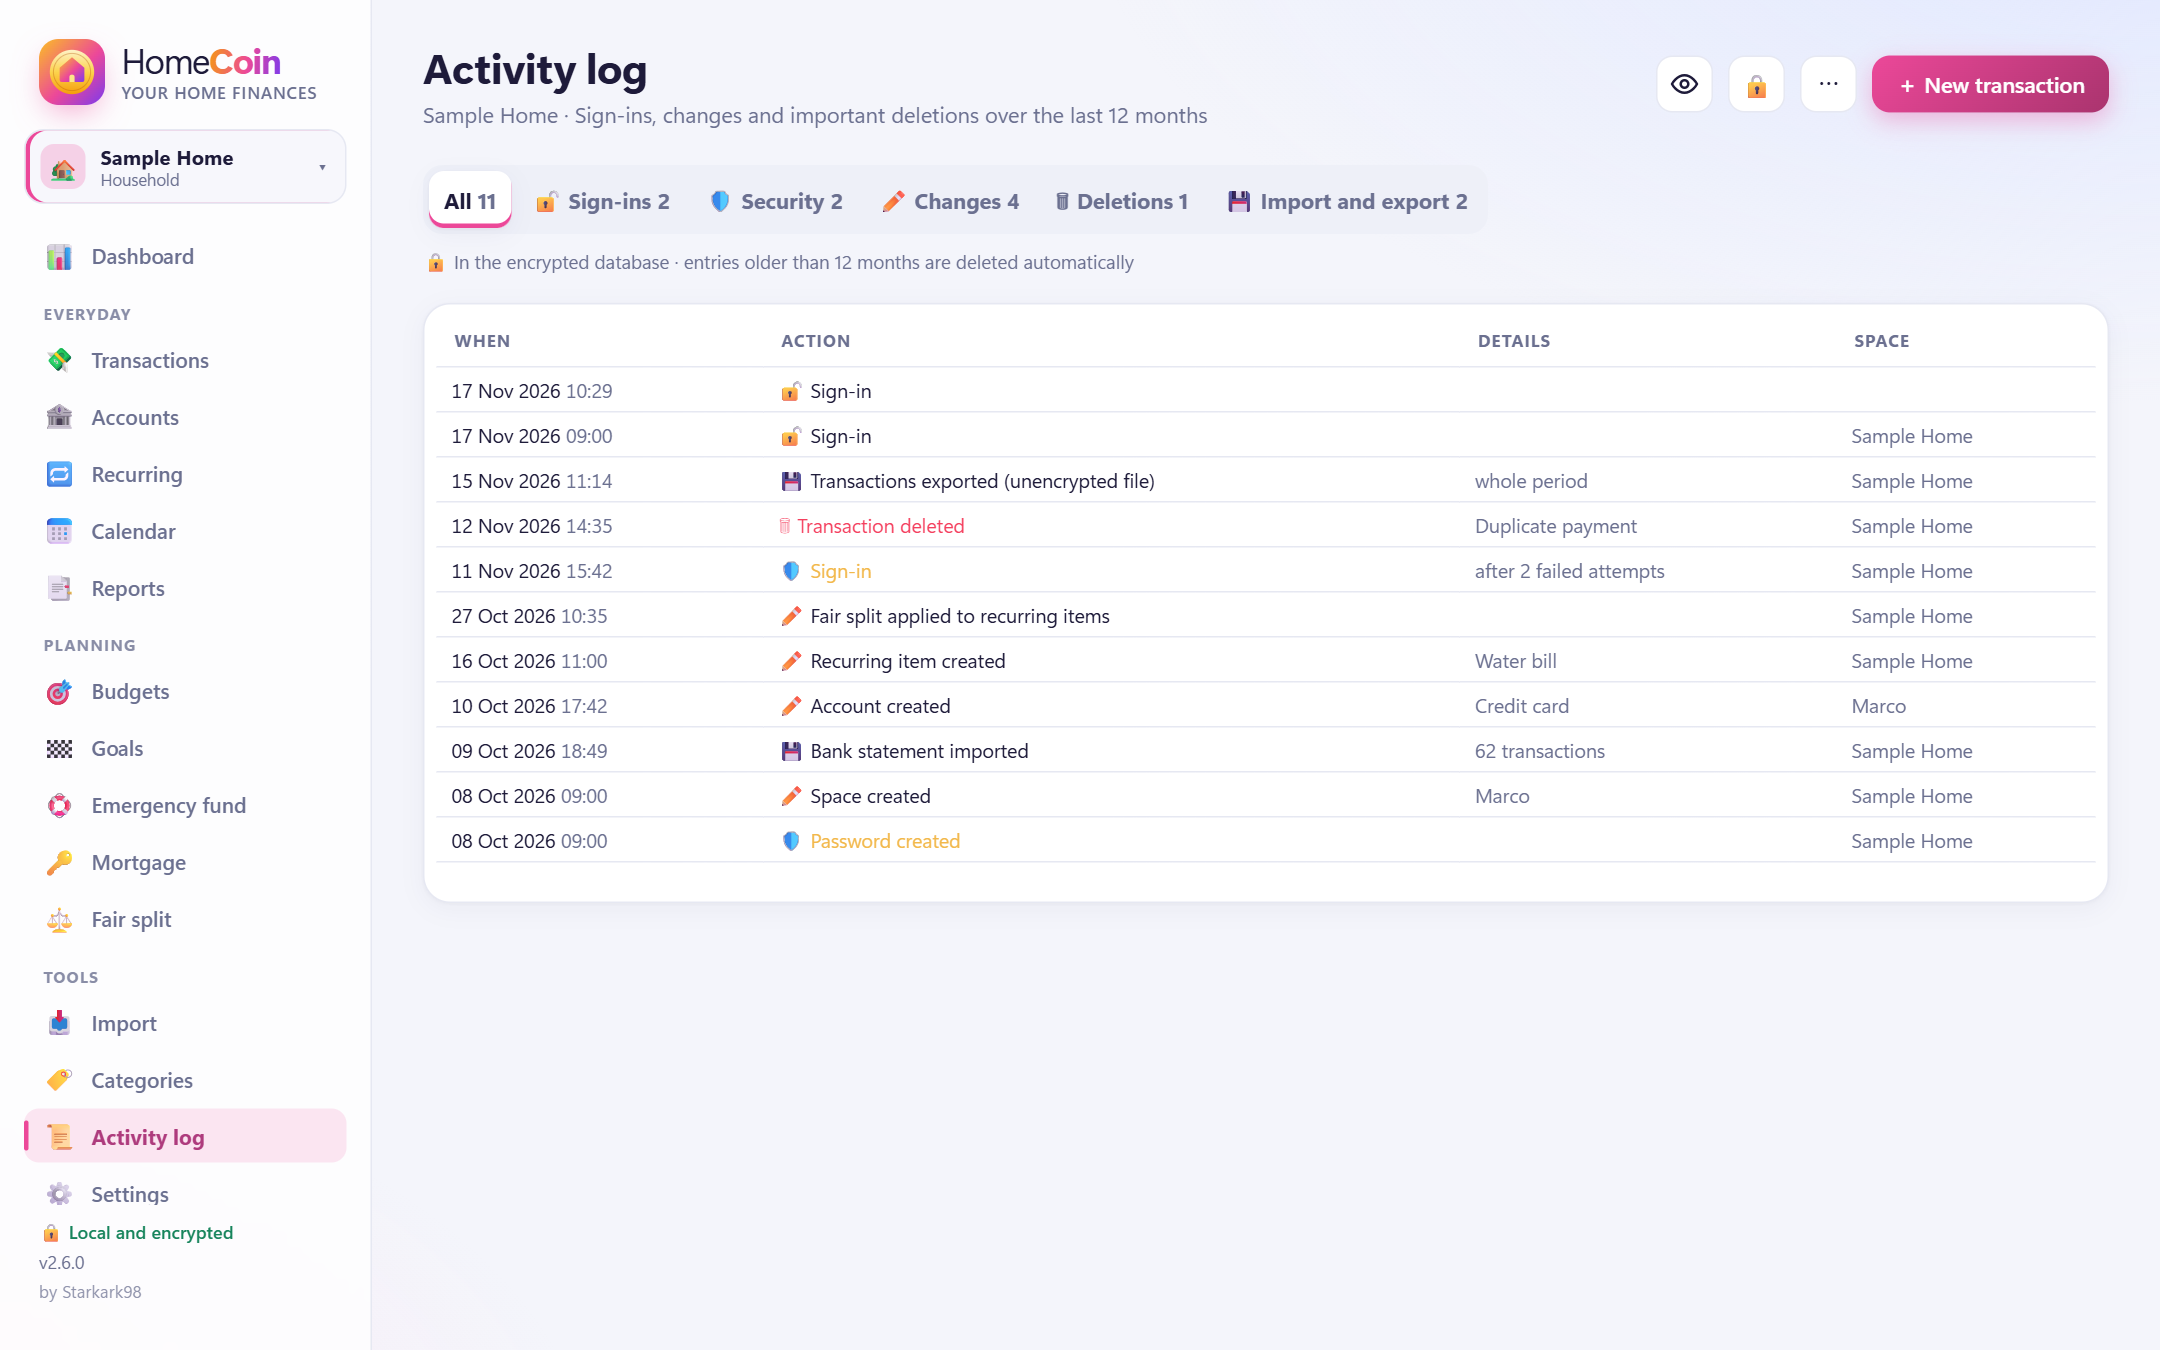 HomeCoin
YOUR HOME FINANCES
Sample Home
Household
Dashboard
EVERYDAY
Transactions
Accounts
Recurring
Calendar
Reports
PLANNING
Budgets
Goals
Emergency fund
Mortgage
Fair split
TOOLS
Import
Categories
Activity log
Settings
Local and encrypted
v2.6.0
by Starkark98
Activity log
Sample Home · Sign-ins, changes and important deletions over the last 12 months
+ New transaction
All 11 Sign-ins 2 Security 2 Changes 4 Deletions 1 Import and export 2
In the encrypted database · entries older than 12 months are deleted automatically
WHEN ACTION DETAILS SPACE
17 Nov 2026 10:29 Sign-in
17 Nov 2026 09:00 Sign-in Sample Home
15 Nov 2026 11:14 Transactions exported (unencrypted file) whole period Sample Home
12 Nov 2026 14:35 Transaction deleted Duplicate payment Sample Home
11 Nov 2026 15:42 Sign-in after 2 failed attempts Sample Home
27 Oct 2026 10:35 Fair split applied to recurring items Sample Home
16 Oct 2026 11:00 Recurring item created Water bill Sample Home
10 Oct 2026 17:42 Account created Credit card Marco
09 Oct 2026 18:49 Bank statement imported 62 transactions Sample Home
08 Oct 2026 09:00 Space created Marco Sample Home
08 Oct 2026 09:00 Password created Sample Home